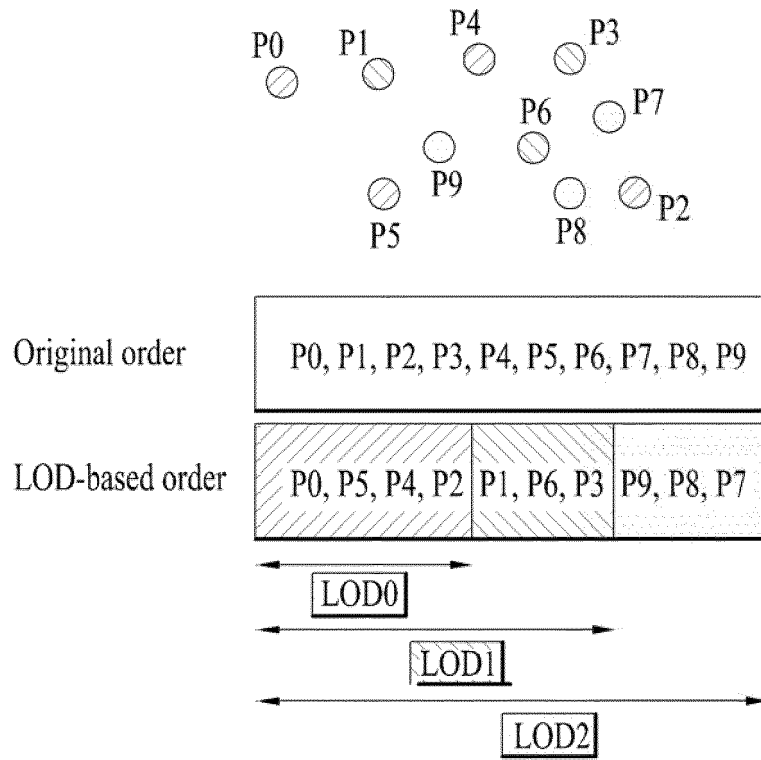 P0 P1 P4 P3
P7
P6
P9
P5 P8 P2
Original order P0, P1, P2, P3, P4, P5, P6, P7, P8, P9
LOD-based order P0, P5, P4, P2 P1, P6, P3 P9, P8, P7
LOD0
LOD1
LOD2